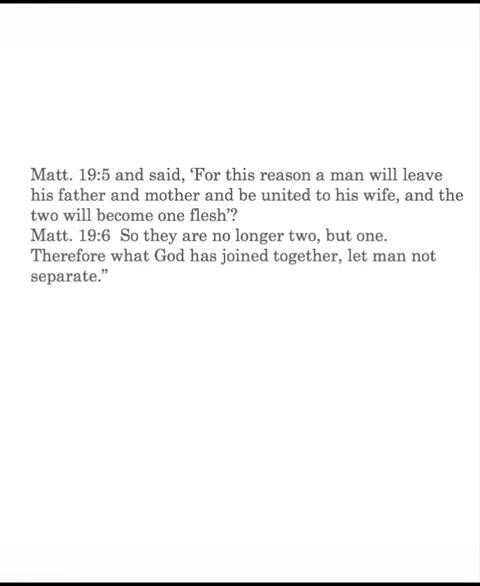 Matt. 19:5 and said, ‘For this reason a man will leave
his father and mother and be united to his wife, and the
two will become one flesh’?
Matt. 19:6  So they are no longer two, but one.
Therefore what God has joined together, let man not
separate.”